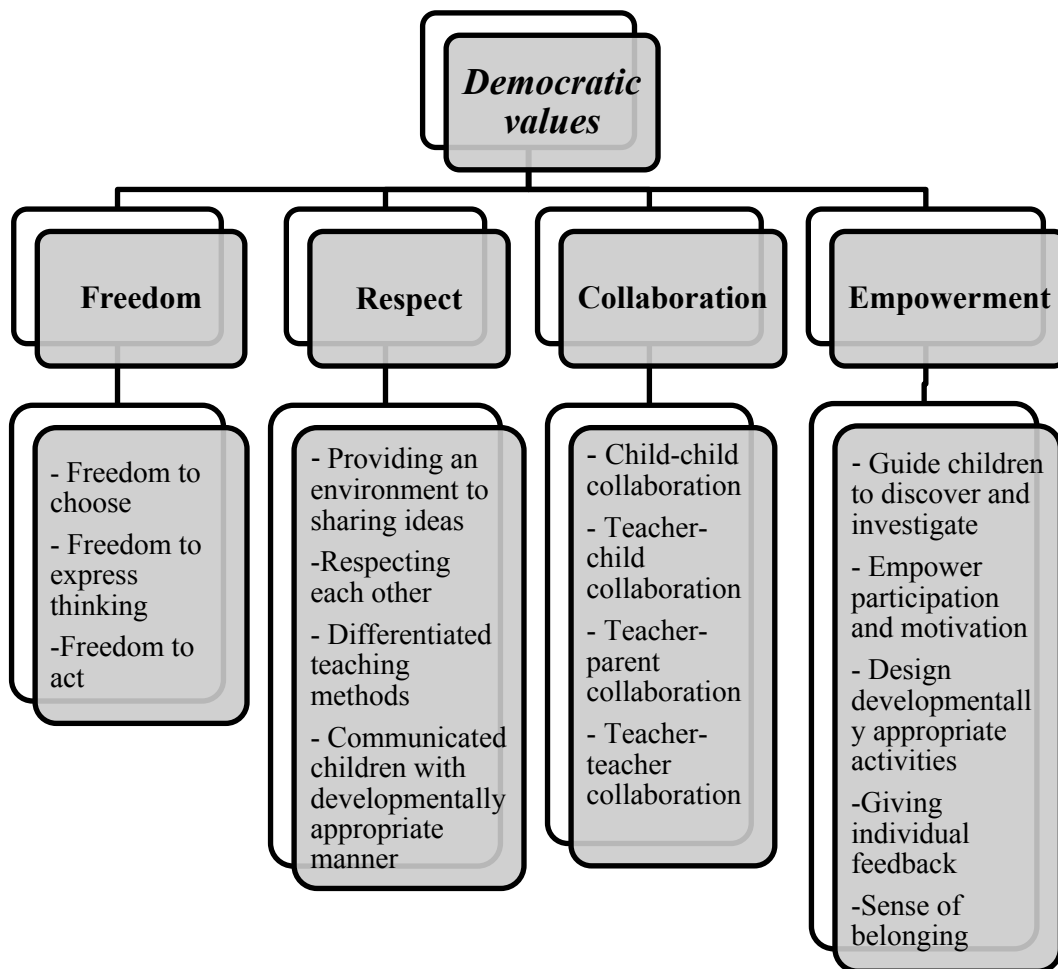 Democratic
values
Freedom
Respect
Collaboration
Empowerment
- Freedom to
choose
- Freedom to
express
thinking
-Freedom to
act
- Providing an
environment to
sharing ideas
-Respecting
each other
- Differentiated
teaching
methods
- Communicated
children with
developmentally
appropriate
manner
- Child-child
collaboration
- Teacher-
child
collaboration
- Teacher-
parent
collaboration
- Teacher-
teacher
collaboration
- Guide children
to discover and
investigate
- Empower
participation
and motivation
- Design
developmentall
y appropriate
activities
-Giving
individual
feedback
-Sense of
belonging